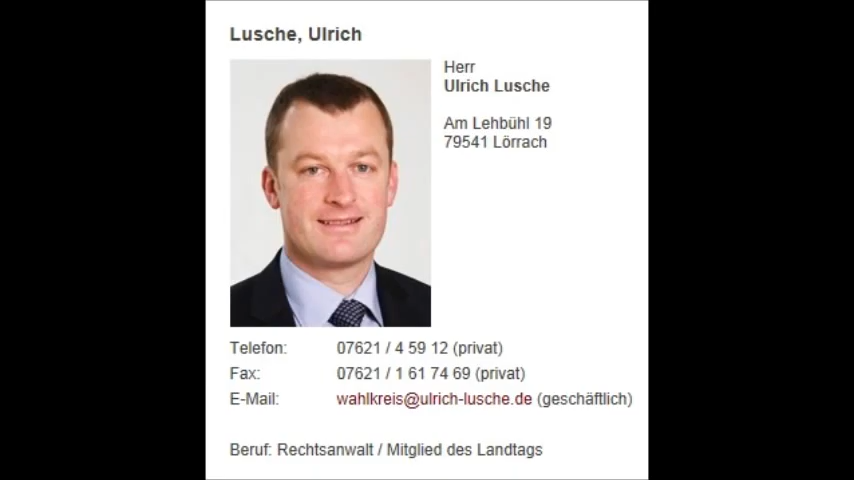 Lusche, Ulrich
Herr
Ulrich Lusche
Am Lehbühl 19
79541 Lörrach
Telefon: 07621 / 4 59 12 (privat)
Fax: 07621 / 1 61 74 69 (privat)
E-Mail: wahlkreis@ulrich-lusche.de (geschäftlich)
Beruf: Rechtsanwalt / Mitglied des Landtags